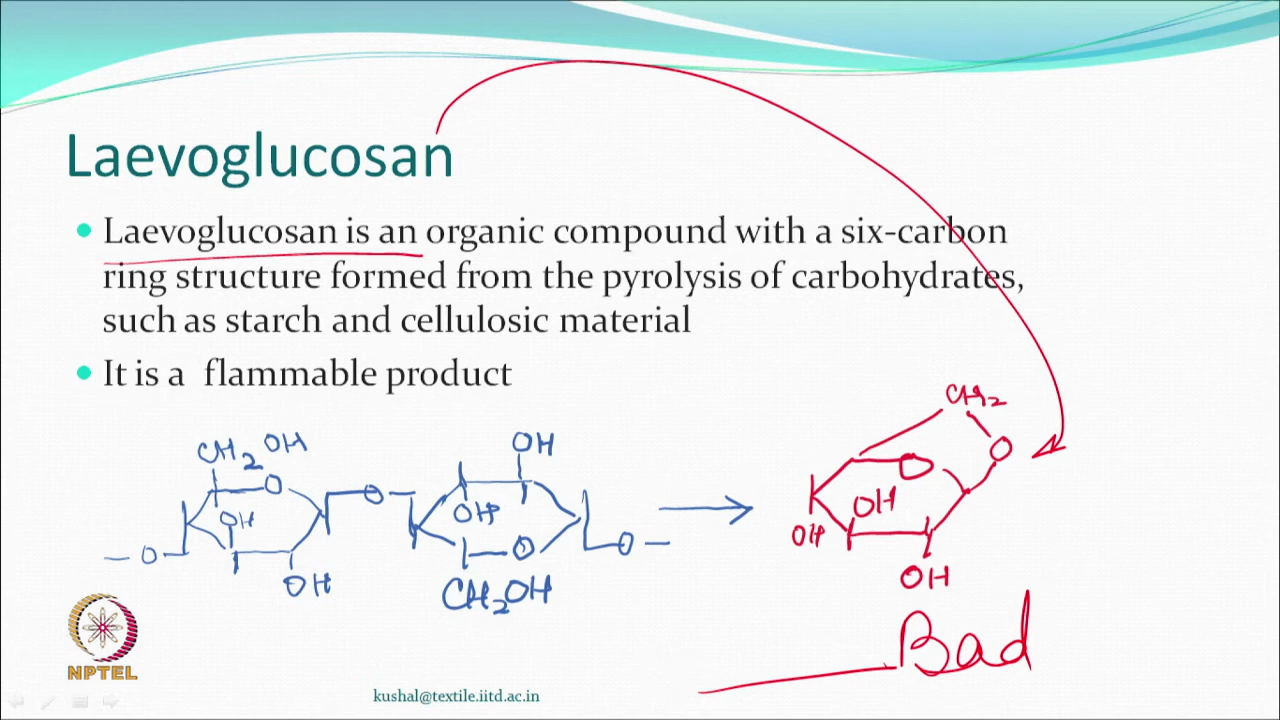 Laevoglucosan
Laevoglucosan is an organic compound with a six-carbon
ring structure formed from the pyrolysis of carbohydrates,
such as starch and cellulosic material
It is a flammable product
CH2OH
O
OH
O
OH
O
OH
OH
O
CH2OH
O
CH2
O
O
OH
OH
OH
Bad
NPTEL
kushal@textile.iitd.ac.in